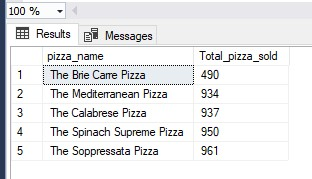 100 %
Results Messages
pizza_name Total_pizza_sold
1 The Brie Carre Pizza 490
2 The Mediterranean Pizza 934
3 The Calabrese Pizza 937
4 The Spinach Supreme Pizza 950
5 The Soppressata Pizza 961